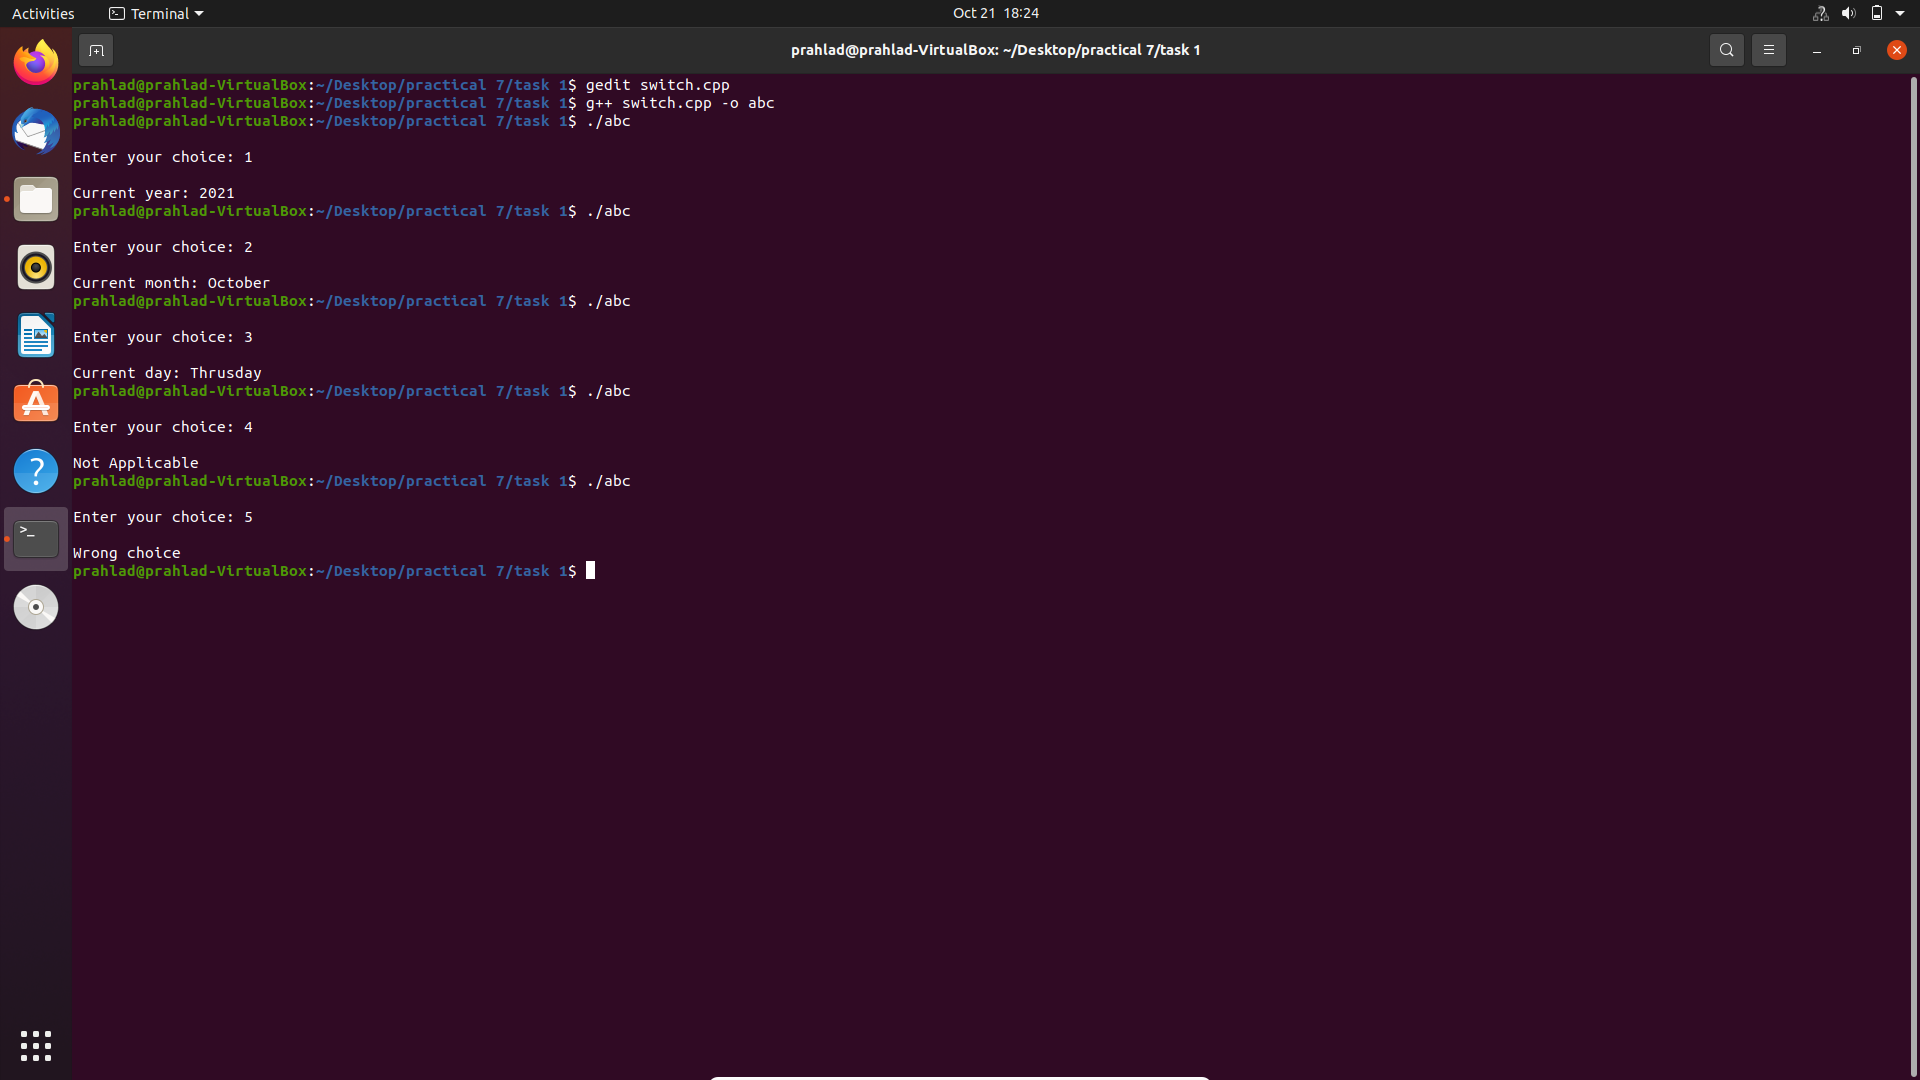 Activities
Terminal
Oct 21 18:24
prahlad@prahlad-VirtualBox: ~/Desktop/practical 7/task 1
prahlad@prahlad-VirtualBox:~/Desktop/practical 7/task 1$ gedit switch.cpp
prahlad@prahlad-VirtualBox:~/Desktop/practical 7/task 1$ g++ switch.cpp -o abc
prahlad@prahlad-VirtualBox:~/Desktop/practical 7/task 1$ ./abc
Enter your choice: 1
Current year: 2021
prahlad@prahlad-VirtualBox:~/Desktop/practical 7/task 1$ ./abc
Enter your choice: 2
Current month: October
prahlad@prahlad-VirtualBox:~/Desktop/practical 7/task 1$ ./abc
Enter your choice: 3
Current day: Thrusday
prahlad@prahlad-VirtualBox:~/Desktop/practical 7/task 1$ ./abc
Enter your choice: 4
Not Applicable
prahlad@prahlad-VirtualBox:~/Desktop/practical 7/task 1$ ./abc
Enter your choice: 5
Wrong choice
prahlad@prahlad-VirtualBox:~/Desktop/practical 7/task 1$